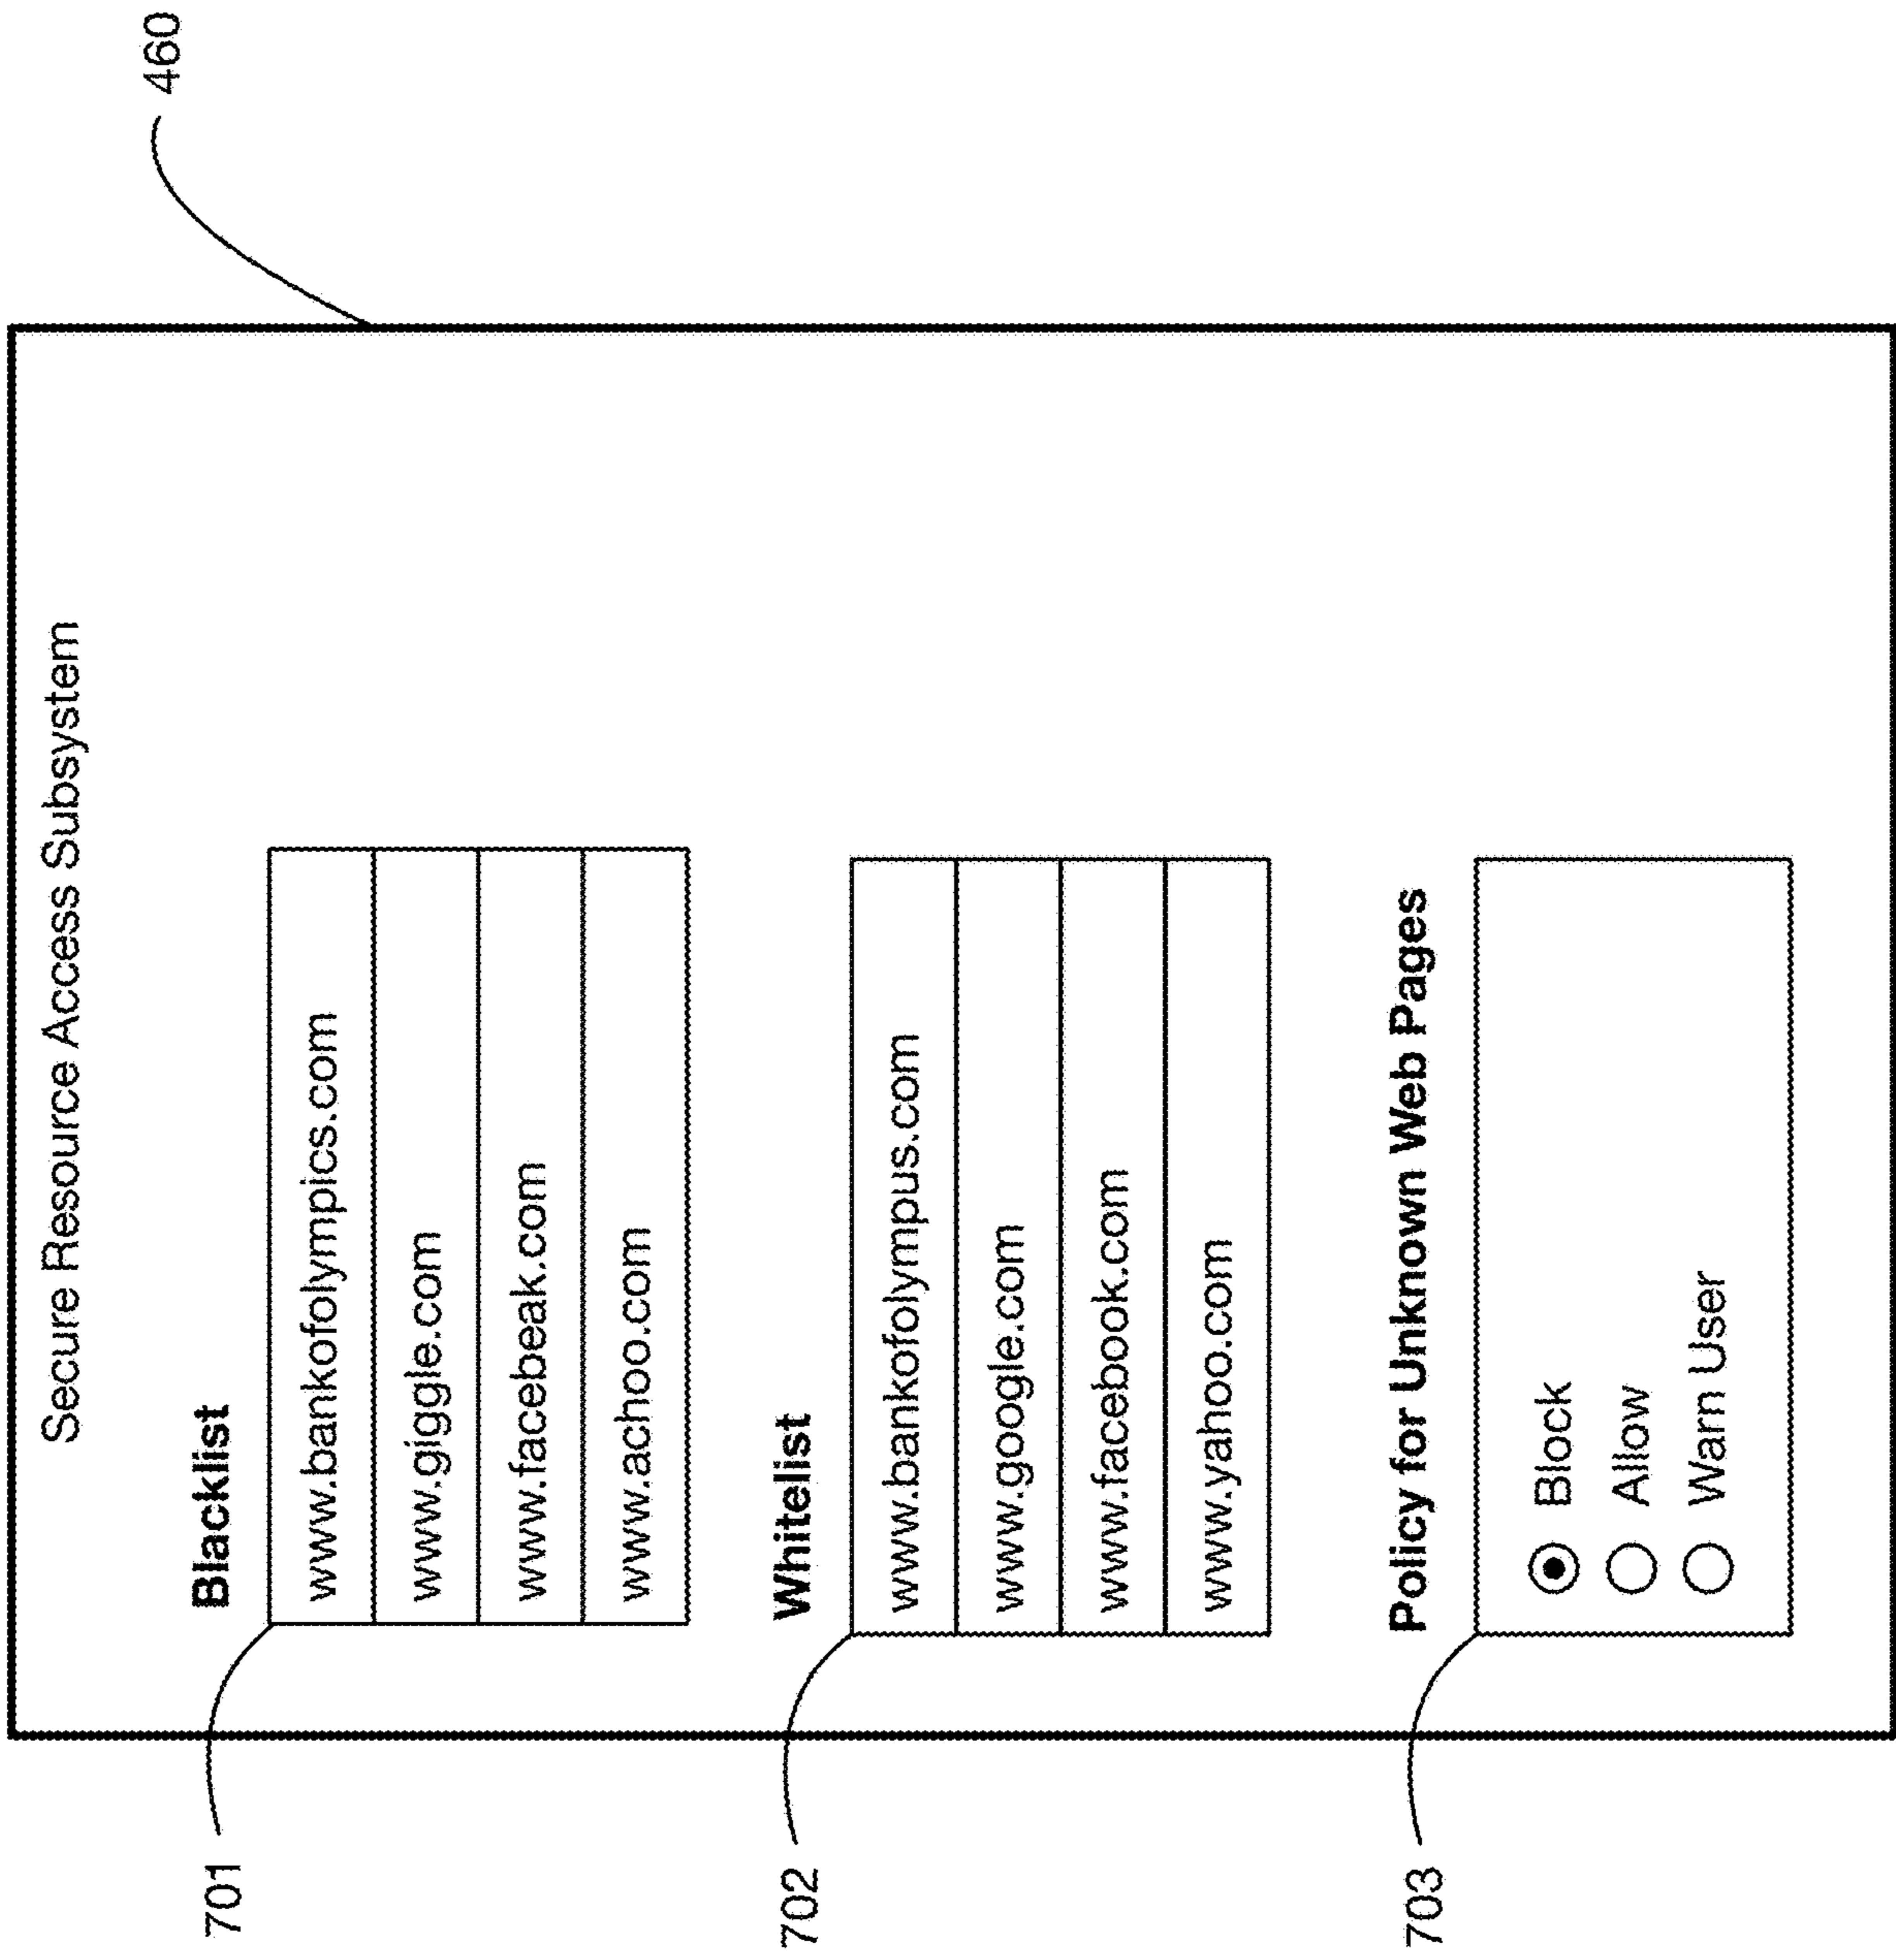 460
Secure Resource Access Subsystem
701
Blacklist
www.bankofolympics.com
www.giggle.com
www.facebeak.com
www.achoo.com
702
Whitelist
www.bankofolympus.com
www.google.com
www.facebook.com
www.yahoo.com
703
Policy for Unknown Web Pages
Block
Allow
Warn User